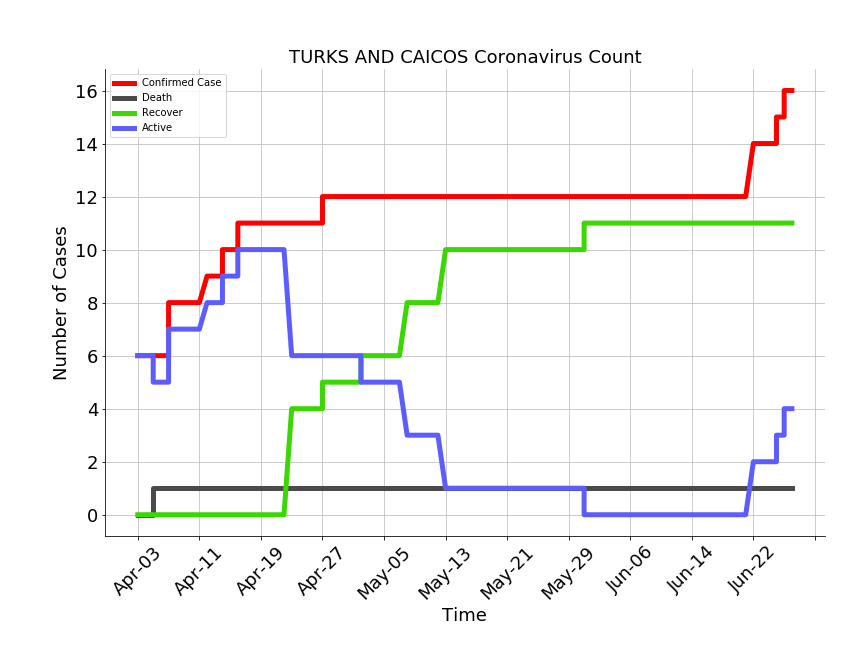 TURKS AND CAICOS Coronavirus Count
Confirmed Case
Death
Recover
Active
Number of Cases
16
14
12
10
8
6
4
2
0
Apr-03
Apr-11
Apr-19
Apr-27
May-05
May-13
May-21
May-29
Jun-06
Jun-14
Jun-22
Time